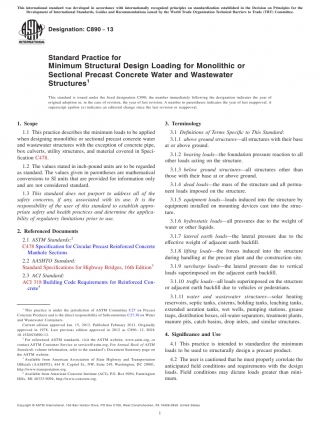 This international standard was developed in accordance with internationally recognized principles on standardization established in the Decision on Principles for the
Development of International Standards, Guides and Recommendations issued by the World Trade Organization Technical Barriers to Trade (TBT) Committee.
Designation: C890 − 13
Standard Practice for
Minimum Structural Design Loading for Monolithic or
Sectional Precast Concrete Water and Wastewater
Structures1
This standard is issued under the fixed designation C890; the number immediately following the designation indicates the year of
original adoption or, in the case of revision, the year of last revision. A number in parentheses indicates the year of last reapproval. A
superscript epsilon (ε) indicates an editorial change since the last revision or reapproval.
1. Scope
1.1 This practice describes the minimum loads to be applied
when designing monolithic or sectional precast concrete water
and wastewater structures with the exception of concrete pipe,
box culverts, utility structures, and material covered in Speci-
fication C478.
1.2 The values stated in inch-pound units are to be regarded
as standard. The values given in parentheses are mathematical
conversions to SI units that are provided for information only
and are not considered standard.
1.3 This standard does not purport to address all of the
safety concerns, if any, associated with its use. It is the
responsibility of the user of this standard to establish appro-
priate safety and health practices and determine the applica-
bility of regulatory limitations prior to use.
2. Referenced Documents
2.1 ASTM Standards:2
C478 Specification for Circular Precast Reinforced Concrete
Manhole Sections
2.2 AASHTO Standard:
Standard Specifications for Highway Bridges, 16th Edition3
2.3 ACI Standard:
ACI 318 Building Code Requirements for Reinforced Con-
crete4
1 This practice is under the jurisdiction of ASTM Committee C27 on Precast
Concrete Products and is the direct responsibility of Subcommittee C27.30 on Water
and Wastewater Containers.
Current edition approved Jan. 15, 2013. Published February 2013. Originally
approved in 1978. Last previous edition approved in 2012 as C890–12. DOI:
10.1520/C0890-13.
2 For referenced ASTM standards, visit the ASTM website, www.astm.org, or
contact ASTM Customer Service at service@astm.org. For Annual Book of ASTM
Standards volume information, refer to the standard's Document Summary page on
the ASTM website.
3 Available from American Association of State Highway and Transportation
Officials (AASHTO), 444 N. Capitol St., NW, Suite 249, Washington, DC 20001,
http://www.transportation.org.
4 Available from American Concrete Institute (ACI), P.O. Box 9094, Farmington
Hills, MI 48333-9094, http://www.concrete.org.
3. Terminology
3.1 Definitions of Terms Specific to This Standard:
3.1.1 above ground structures—all structures with their base
at or above ground.
3.1.2 bearing loads—the foundation pressure reaction to all
other loads acting on the structure.
3.1.3 below ground structures—all structures other than
those with their base at or above ground.
3.1.4 dead loads—the mass of the structure and all perma-
nent loads imposed on the structure.
3.1.5 equipment loads—loads induced into the structure by
equipment installed on mounting devices cast into the struc-
ture.
3.1.6 hydrostatic loads—all pressures due to the weight of
water or other liquids.
3.1.7 lateral earth loads—the lateral pressure due to the
effective weight of adjacent earth backfill.
3.1.8 lifting loads—the forces induced into the structure
during handling at the precast plant and the construction site.
3.1.9 surcharge loads—the lateral pressure due to vertical
loads superimposed on the adjacent earth backfill.
3.1.10 traffic loads—all loads superimposed on the structure
or adjacent earth backfill due to vehicles or pedestrians.
3.1.11 water and wastewater structures—solar heating
reservoirs, septic tanks, cisterns, holding tanks, leaching tanks,
extended aeration tanks, wet wells, pumping stations, grease
traps, distribution boxes, oil-water separators, treatment plants,
manure pits, catch basins, drop inlets, and similar structures.
4. Significance and Use
4.1 This practice is intended to standardize the minimum
loads to be used to structurally design a precast product.
4.2 The user is cautioned that he must properly correlate the
anticipated field conditions and requirements with the design
loads. Field conditions may dictate loads greater than mini-
mum.
Copyright © ASTM International, 100 Barr Harbor Drive, PO Box C700, West Conshohocken, PA 19428-2959. United States
1